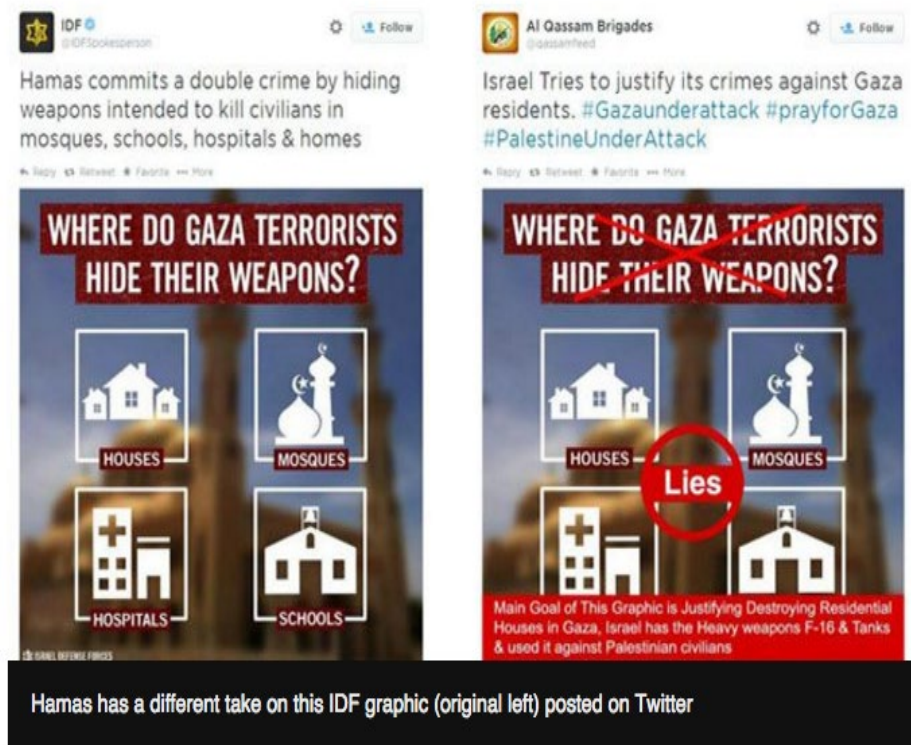 IDF
@IDFSpokesperson
Follow
Hamas commits a double crime by hiding
weapons intended to kill civilians in
mosques, schools, hospitals & homes
Reply Retweet Favorite More
WHERE DO GAZA TERRORISTS
HIDE THEIR WEAPONS?
HOUSES
MOSQUES
HOSPITALS
SCHOOLS
ISRAEL DEFENSE FORCES
Al Qassam Brigades
@qassamfeed
Follow
Israel Tries to justify its crimes against Gaza
residents. #Gazaunderattack #prayforGaza
#PalestineUnderAttack
Reply Retweet Favorite More
WHERE DO GAZA TERRORISTS
HIDE THEIR WEAPONS?
HOUSES
MOSQUES
Lies
Main Goal of This Graphic is Justifying Destroying Residential
Houses in Gaza, Israel has the Heavy weapons F-16 & Tanks
& used it against Palestinian civilians
Hamas has a different take on this IDF graphic (original left) posted on Twitter